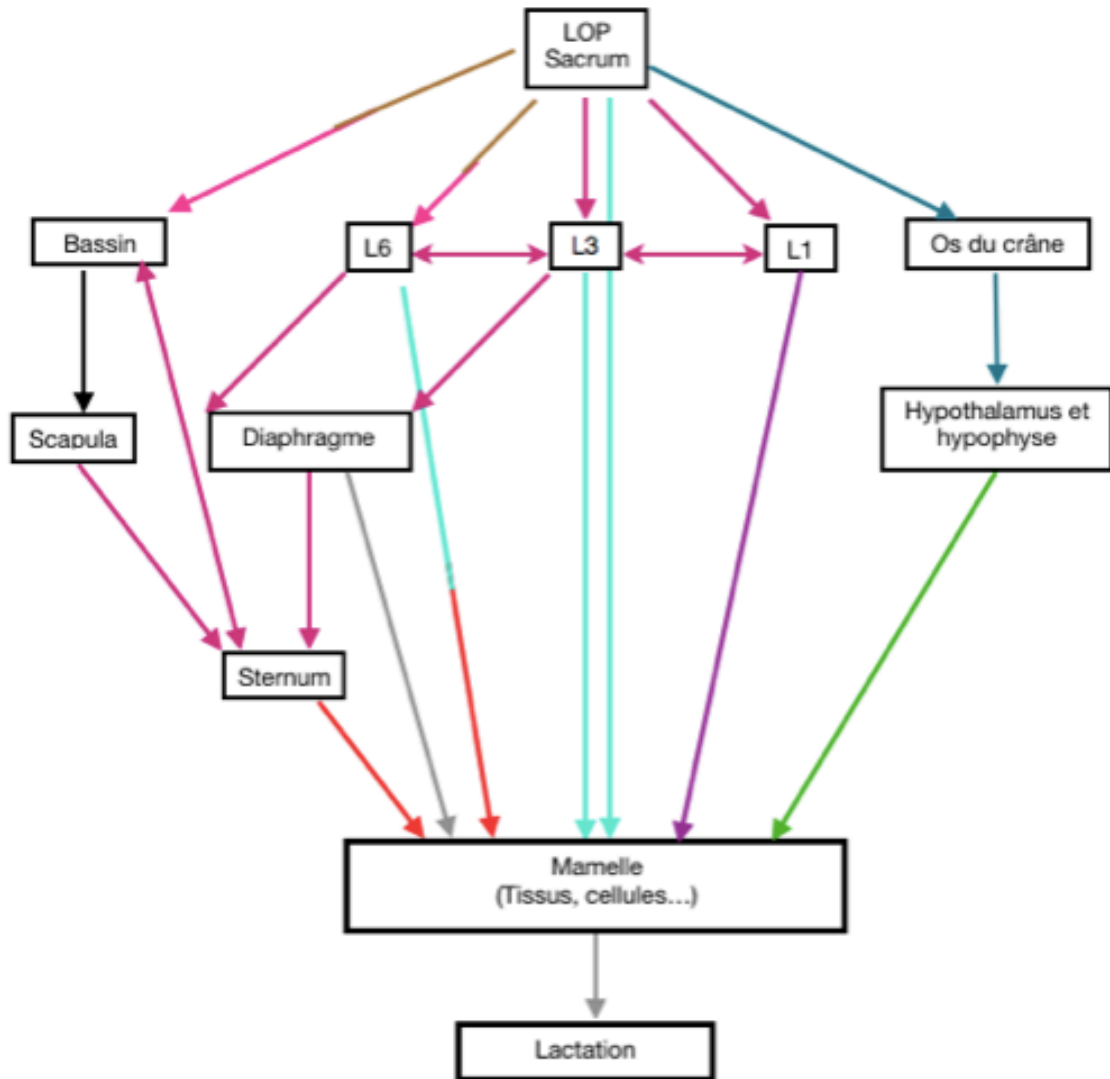 LOP
Sacrum
Bassin
L6
L3
L1
Os du crâne
Scapula
Diaphragme
Hypothalamus et
hypophyse
Sternum
Mamelle
(Tissus, cellules...)
Lactation